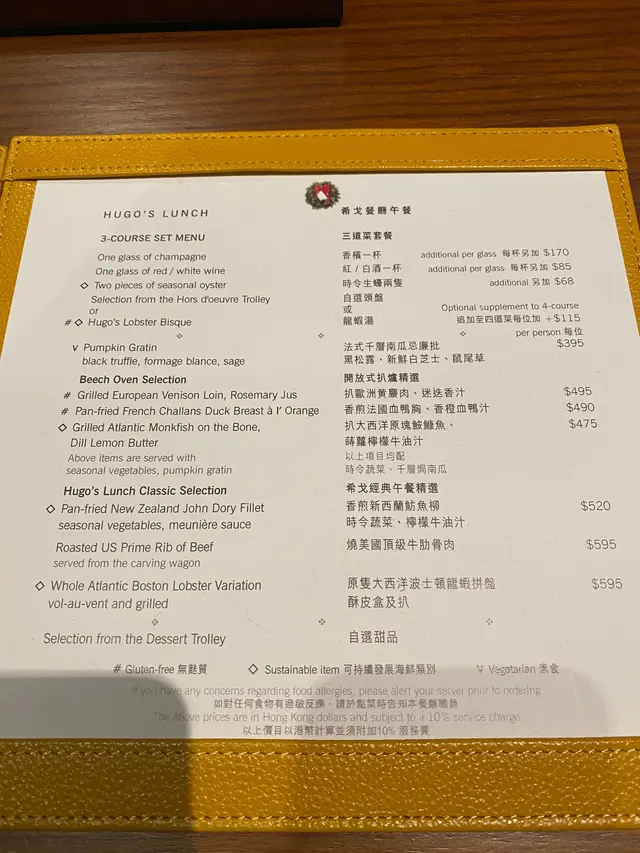 HUGO'S LUNCH 希戈餐廳午餐
3-COURSE SET MENU 三道菜套餐
One glass of champagne 香檳一杯 additional per glass 每杯另加 $170
One glass of red / white wine 紅 / 白酒一杯 additional per glass 每杯另加 $85
◇ Two pieces of seasonal oyster 時令生蠔兩隻 additional 另加 $68
Selection from the Hors d'oeuvre Trolley 自選頭盤
or 或 Optional supplement to 4-course
# ◇ Hugo's Lobster Bisque 龍蝦湯 追加至四道菜每位加 +$115
per person 每位
v Pumpkin Gratin 法式千層南瓜忌廉批 $395
black truffle, formage blance, sage 黑松露、新鮮白芝士、鼠尾草
Beech Oven Selection 開放式扒爐精選
# Grilled European Venison Loin, Rosemary Jus 扒歐洲黃麖肉、迷迭香汁 $495
# Pan-fried French Challans Duck Breast à l' Orange 香煎法國血鴨胸、香橙血鴨汁 $490
◇ Grilled Atlantic Monkfish on the Bone, 扒大西洋原塊鮟鱇魚、 $475
Dill Lemon Butter 蒔蘿檸檬牛油汁
Above items are served with 以上項目均配
seasonal vegetables, pumpkin gratin 時令蔬菜、千層焗南瓜
Hugo's Lunch Classic Selection 希戈經典午餐精選
◇ Pan-fried New Zealand John Dory Fillet 香煎新西蘭魴魚柳 $520
seasonal vegetables, meunière sauce 時令蔬菜、檸檬牛油汁
Roasted US Prime Rib of Beef 燒美國頂級牛肋骨肉 $595
served from the carving wagon
◇ Whole Atlantic Boston Lobster Variation 原隻大西洋波士頓龍蝦拼盤 $595
vol-au-vent and grilled 酥皮盒及扒
Selection from the Dessert Trolley 自選甜品
# Gluten-free 無麩質 ◇ Sustainable item 可持續發展海鮮類別 V Vegetarian 素食
If you have any concerns regarding food allergies, please alert your server prior to ordering
如對任何食物有過敏反應，請於點菜時告知本餐廳職員
The above prices are in Hong Kong dollars and subject to a 10% service charge
以上價目以港幣計算並須附加10% 服務費